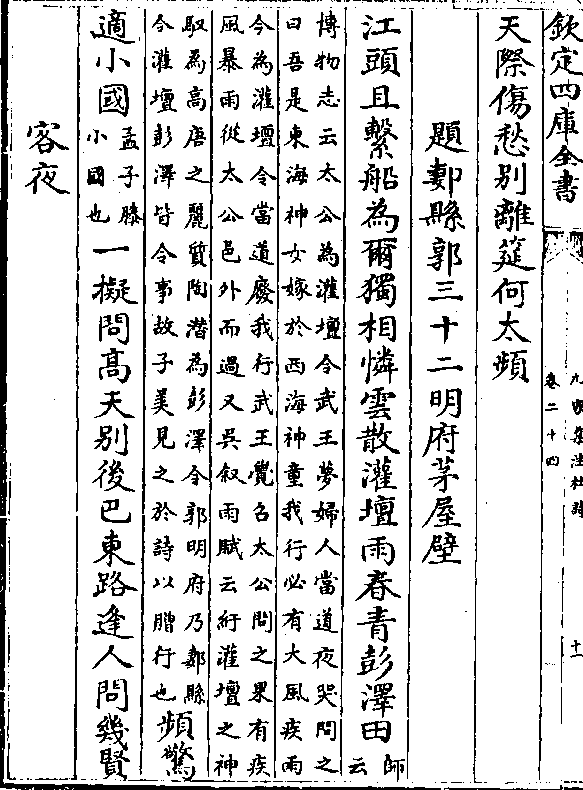 欽定四庫全書
九家集注杜詩
卷二十四
十一
天際傷愁别離筵何太頻
題郪縣郭三十二明府茅屋壁
江頭且繫船為爾獨相憐雲散灌壇雨春青彭澤田
師云
博物志云太公為灌壇令武王夢婦人當道夜哭問之
曰吾是東海神女嫁於西海神童我行必有大風疾雨
今為灌壇令當道廢我行武王覺召太公問之果有疾
風暴雨從太公邑外而過又吳叙雨賦云紆灌壇之神
馭為高唐之麗質陶潜為彭澤令郭明府乃郪縣
令灌壇彭澤皆令事故子美見之於詩以贈行也
頻驚
適小國
孟子滕
小國也
一擬問高天别後巴東路逢人問幾賢
客夜